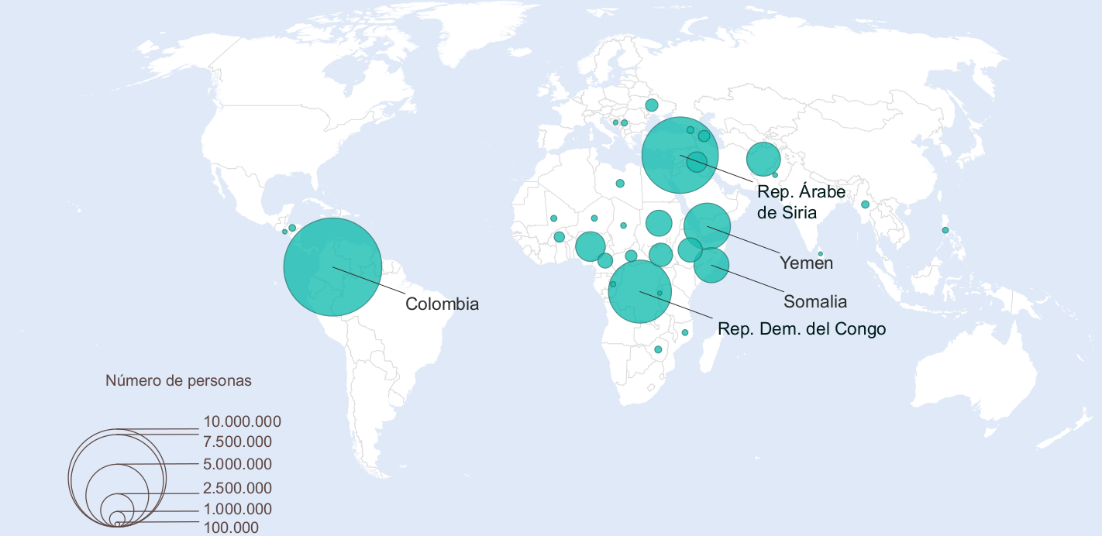 Rep. Árabe
de Siria
Yemen
Somalia
Colombia
Rep. Dem. del Congo
Número de personas
10.000.000
7.500.000
5.000.000
2.500.000
1.000.000
100.000